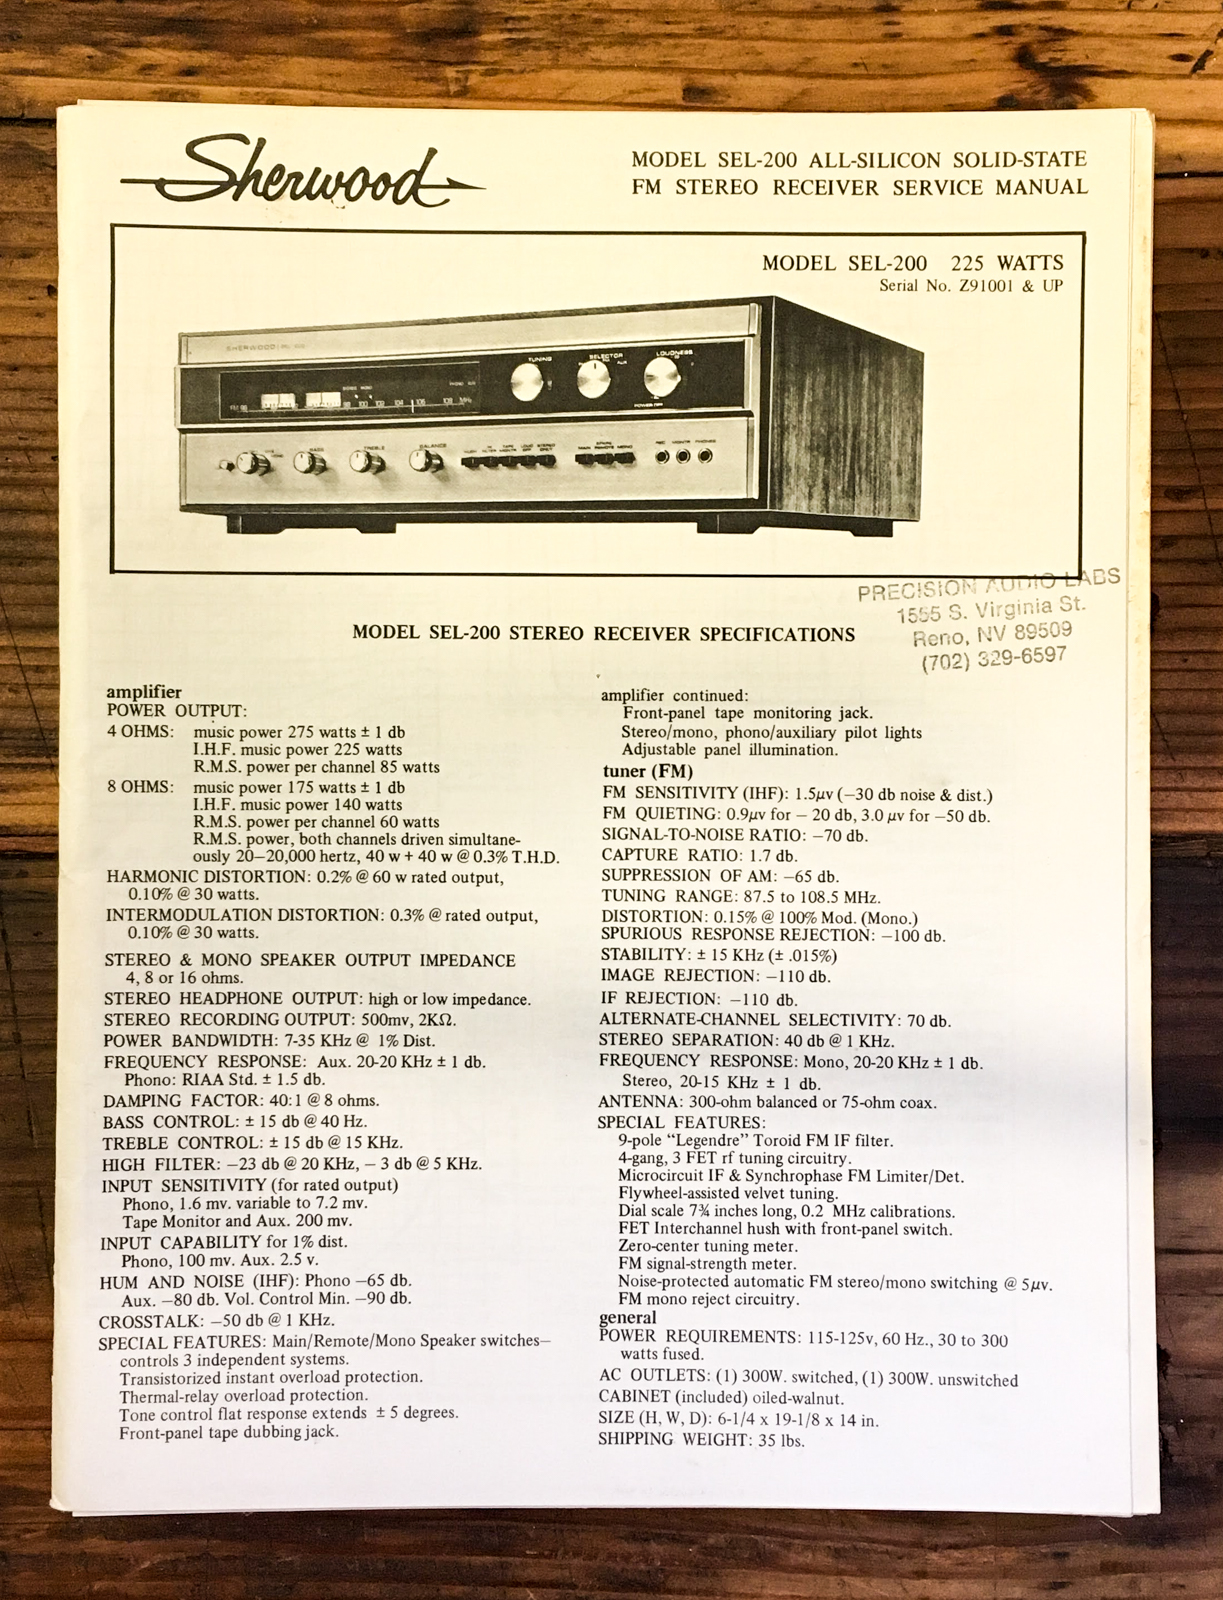 Sherwood
MODEL SEL-200 ALL-SILICON SOLID-STATE
FM STEREO RECEIVER SERVICE MANUAL
MODEL SEL-200 225 WATTS
Serial No. Z91001 & UP
SHERWOOD
TUNING
SELECTOR
LOUDNESS
AUX
POWER OFF
STEREO MONO
FM 88
98 100 102 104 106 108 MHz
BASS
TREBLE
BALANCE
PRECISION AUDIO LABS
1555 S. Virginia St.
Reno, NV 89509
(702) 329-6597
MODEL SEL-200 STEREO RECEIVER SPECIFICATIONS
amplifier
POWER OUTPUT:
4 OHMS: music power 275 watts ± 1 db
I.H.F. music power 225 watts
R.M.S. power per channel 85 watts
8 OHMS: music power 175 watts ± 1 db
I.H.F. music power 140 watts
R.M.S. power per channel 60 watts
R.M.S. power, both channels driven simultane-
ously 20–20,000 hertz, 40 w + 40 w @ 0.3% T.H.D.
HARMONIC DISTORTION: 0.2% @ 60 w rated output,
0.10% @ 30 watts.
INTERMODULATION DISTORTION: 0.3% @ rated output,
0.10% @ 30 watts.
STEREO & MONO SPEAKER OUTPUT IMPEDANCE
4, 8 or 16 ohms.
STEREO HEADPHONE OUTPUT: high or low impedance.
STEREO RECORDING OUTPUT: 500mv, 2KΩ.
POWER BANDWIDTH: 7-35 KHz @ 1% Dist.
FREQUENCY RESPONSE: Aux. 20-20 KHz ± 1 db.
Phono: RIAA Std. ± 1.5 db.
DAMPING FACTOR: 40:1 @ 8 ohms.
BASS CONTROL: ± 15 db @ 40 Hz.
TREBLE CONTROL: ± 15 db @ 15 KHz.
HIGH FILTER: –23 db @ 20 KHz, – 3 db @ 5 KHz.
INPUT SENSITIVITY (for rated output)
Phono, 1.6 mv. variable to 7.2 mv.
Tape Monitor and Aux. 200 mv.
INPUT CAPABILITY for 1% dist.
Phono, 100 mv. Aux. 2.5 v.
HUM AND NOISE (IHF): Phono –65 db.
Aux. –80 db. Vol. Control Min. –90 db.
CROSSTALK: –50 db @ 1 KHz.
SPECIAL FEATURES: Main/Remote/Mono Speaker switches–
controls 3 independent systems.
Transistorized instant overload protection.
Thermal-relay overload protection.
Tone control flat response extends ± 5 degrees.
Front-panel tape dubbing jack.
amplifier continued:
Front-panel tape monitoring jack.
Stereo/mono, phono/auxiliary pilot lights
Adjustable panel illumination.
tuner (FM)
FM SENSITIVITY (IHF): 1.5μv (–30 db noise & dist.)
FM QUIETING: 0.9μv for – 20 db, 3.0 μv for –50 db.
SIGNAL-TO-NOISE RATIO: –70 db.
CAPTURE RATIO: 1.7 db.
SUPPRESSION OF AM: –65 db.
TUNING RANGE: 87.5 to 108.5 MHz.
DISTORTION: 0.15% @ 100% Mod. (Mono.)
SPURIOUS RESPONSE REJECTION: –100 db.
STABILITY: ± 15 KHz (± .015%)
IMAGE REJECTION: –110 db.
IF REJECTION: –110 db.
ALTERNATE-CHANNEL SELECTIVITY: 70 db.
STEREO SEPARATION: 40 db @ 1 KHz.
FREQUENCY RESPONSE: Mono, 20-20 KHz ± 1 db.
Stereo, 20-15 KHz ± 1 db.
ANTENNA: 300-ohm balanced or 75-ohm coax.
SPECIAL FEATURES:
9-pole “Legendre” Toroid FM IF filter.
4-gang, 3 FET rf tuning circuitry.
Microcircuit IF & Synchrophase FM Limiter/Det.
Flywheel-assisted velvet tuning.
Dial scale 7¾ inches long, 0.2 MHz calibrations.
FET Interchannel hush with front-panel switch.
Zero-center tuning meter.
FM signal-strength meter.
Noise-protected automatic FM stereo/mono switching @ 5μv.
FM mono reject circuitry.
general
POWER REQUIREMENTS: 115-125v, 60 Hz., 30 to 300
watts fused.
AC OUTLETS: (1) 300W. switched, (1) 300W. unswitched
CABINET (included) oiled-walnut.
SIZE (H, W, D): 6-1/4 x 19-1/8 x 14 in.
SHIPPING WEIGHT: 35 lbs.